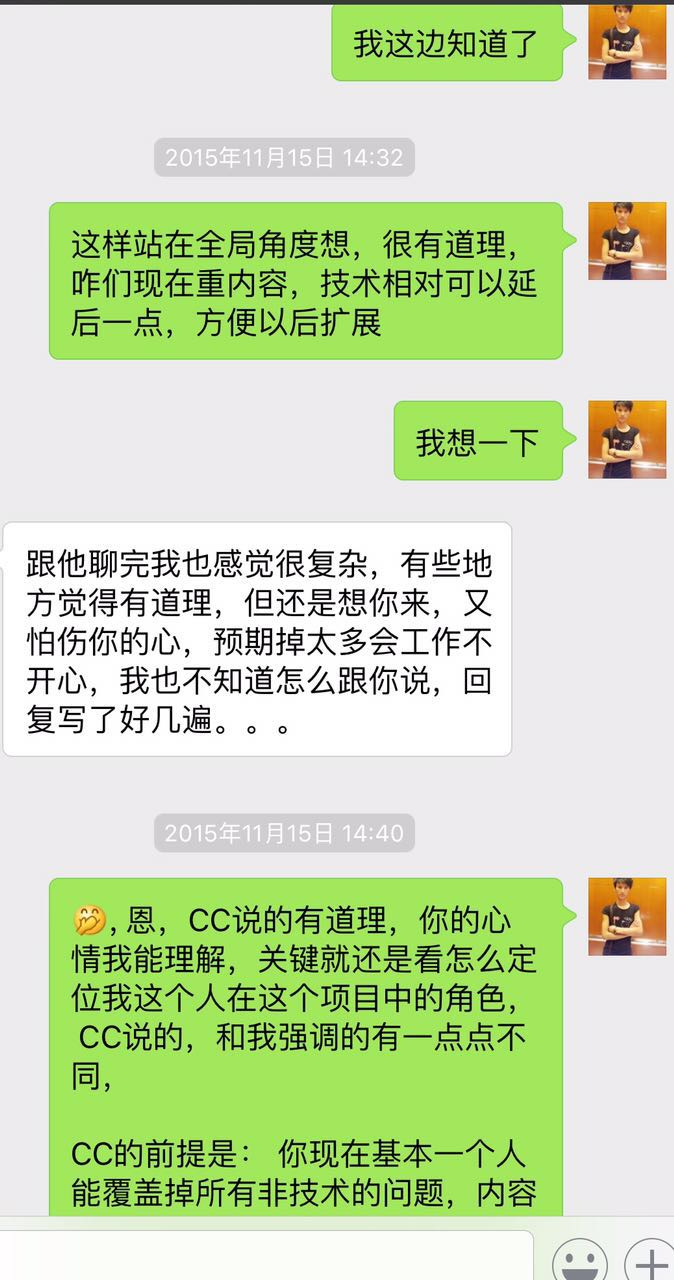 我这边知道了
2015年11月15日 14:32
这样站在全局角度想，很有道理，
咱们现在重内容，技术相对可以延
后一点，方便以后扩展
我想一下
跟他聊完我也感觉很复杂，有些地
方觉得有道理，但还是想你来，又
怕伤你的心，预期掉太多会工作不
开心，我也不知道怎么跟你说，回
复写了好几遍。。。
2015年11月15日 14:40
🤭, 恩，CC说的有道理，你的心
情我能理解，关键就还是看怎么定
位我这个人在这个项目中的角色，
CC说的，和我强调的有一点点不
同，
CC的前提是： 你现在基本一个人
能覆盖掉所有非技术的问题，内容